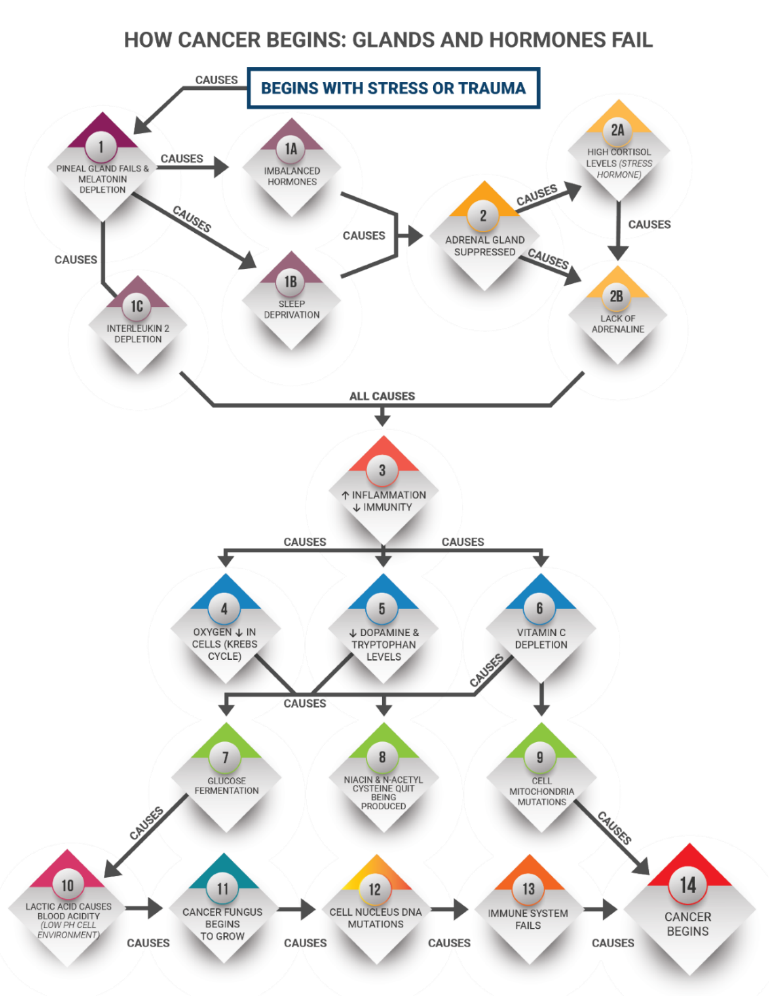 HOW CANCER BEGINS: GLANDS AND HORMONES FAIL
CAUSES
BEGINS WITH STRESS OR TRAUMA
1
PINEAL GLAND FAILS &
MELATONIN
DEPLETION
CAUSES
1A
IMBALANCED
HORMONES
CAUSES
1B
SLEEP
DEPRIVATION
CAUSES
1C
INTERLEUKIN 2
DEPLETION
CAUSES
2
ADRENAL GLAND
SUPPRESSED
CAUSES
2A
HIGH CORTISOL
LEVELS (STRESS
HORMONE)
CAUSES
CAUSES
2B
LACK OF
ADRENALINE
ALL CAUSES
3
↑ INFLAMMATION
↓ IMMUNITY
CAUSES
CAUSES
4
OXYGEN ↓ IN
CELLS (KREBS
CYCLE)
5
↓ DOPAMINE &
TRYPTOPHAN
LEVELS
6
VITAMIN C
DEPLETION
CAUSES
CAUSES
7
GLUCOSE
FERMENTATION
8
NIACIN & N-ACETYL
CYSTEINE QUIT
BEING
PRODUCED
9
CELL
MITOCHONDRIA
MUTATIONS
CAUSES
CAUSES
10
LACTIC ACID CAUSES
BLOOD ACIDITY
(LOW PH CELL
ENVIRONMENT)
CAUSES
11
CANCER FUNGUS
BEGINS
TO GROW
CAUSES
12
CELL NUCLEUS DNA
MUTATIONS
CAUSES
13
IMMUNE SYSTEM
FAILS
CAUSES
14
CANCER
BEGINS